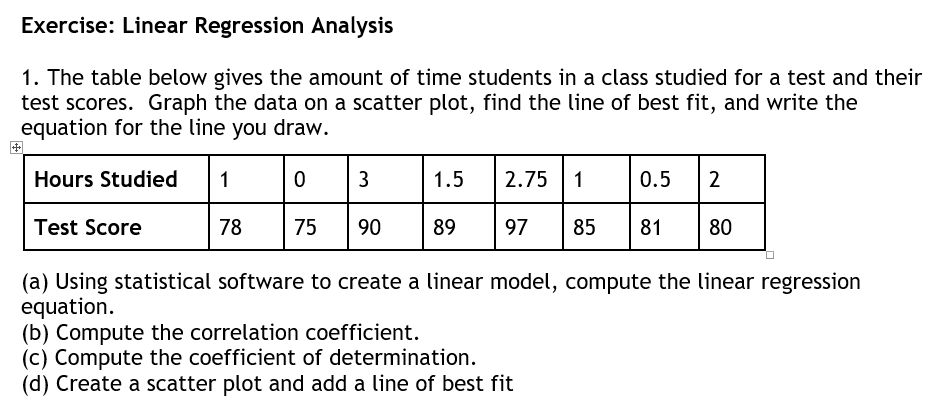 Exercise: Linear Regression Analysis
1. The table below gives the amount of time students in a class studied for a test and their
test scores.  Graph the data on a scatter plot, find the line of best fit, and write the
equation for the line you draw.
Hours Studied 1 0 3 1.5 2.75 1 0.5 2
Test Score 78 75 90 89 97 85 81 80
(a) Using statistical software to create a linear model, compute the linear regression
equation.
(b) Compute the correlation coefficient.
(c) Compute the coefficient of determination.
(d) Create a scatter plot and add a line of best fit